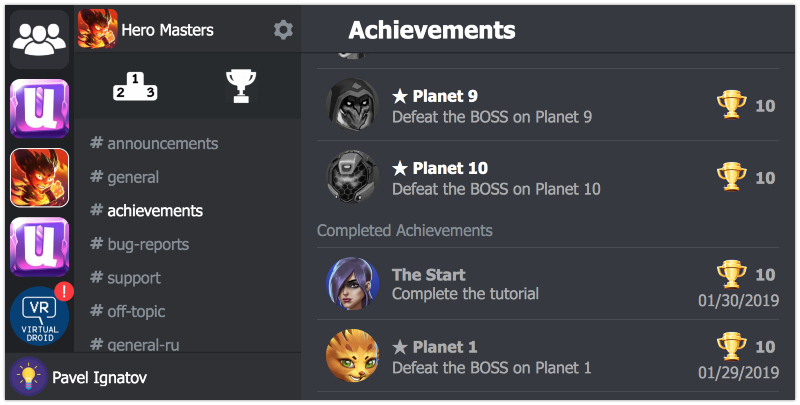 Hero Masters
Achievements
1
2 3
# announcements
# general
# achievements
# bug-reports
# support
# off-topic
# general-ru
u
u
!
VR
VIRTUAL
DROID
Pavel Ignatov
★ Planet 9
Defeat the BOSS on Planet 9
10
★ Planet 10
Defeat the BOSS on Planet 10
10
Completed Achievements
The Start
Complete the tutorial
10
01/30/2019
★ Planet 1
Defeat the BOSS on Planet 1
10
01/29/2019